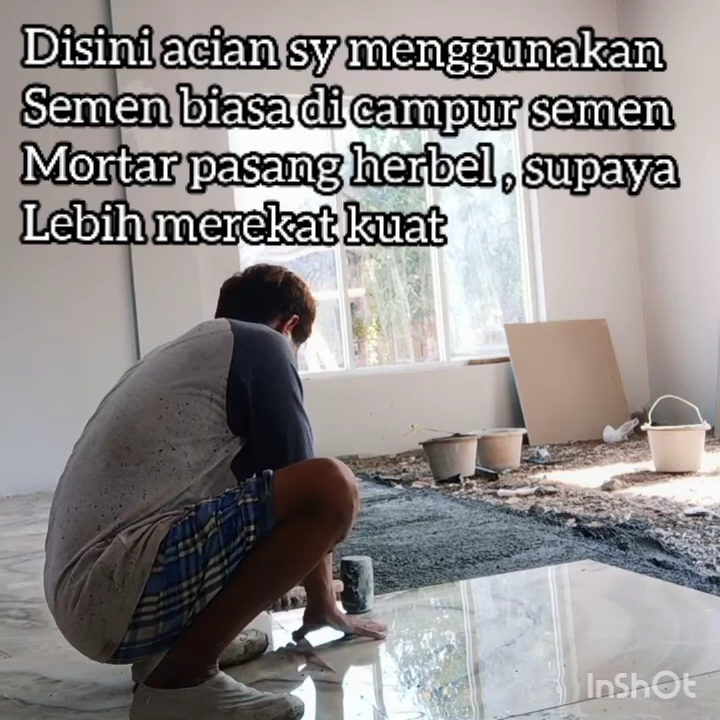 Disini acian sy menggunakan
Semen biasa di campur semen
Mortar pasang herbel , supaya
Lebih merekat kuat
InShOt